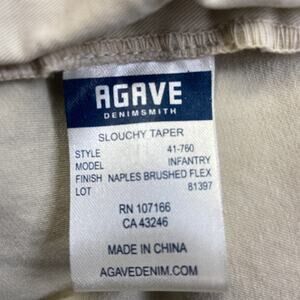 AGAVE
DENIMSMITH
SLOUCHY TAPER
STYLE 41-760
MODEL INFANTRY
FINISH NAPLES BRUSHED FLEX
LOT 81397
RN 107166
CA 43246
MADE IN CHINA
AGAVEDENIM.COM